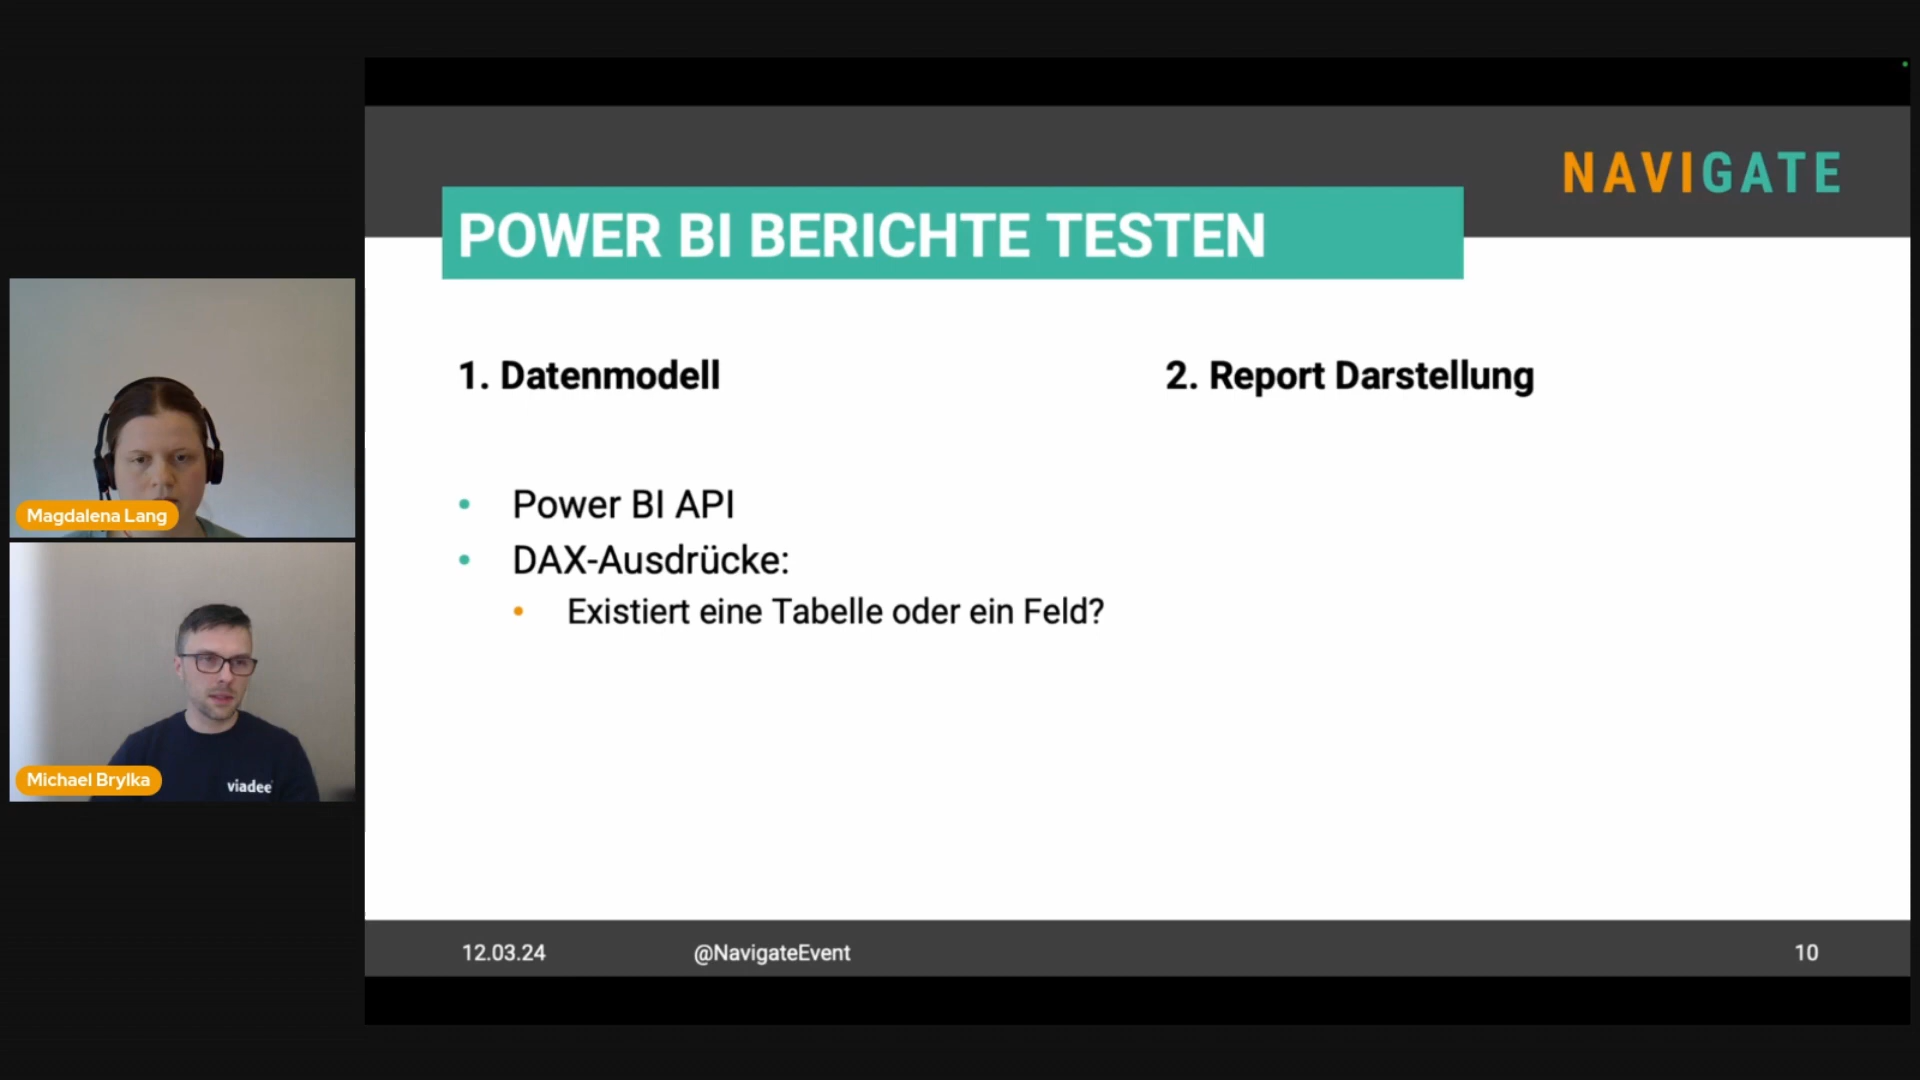 NAVIGATE
POWER BI BERICHTE TESTEN
1. Datenmodell
2. Report Darstellung
• Power BI API
• DAX-Ausdrücke:
• Existiert eine Tabelle oder ein Feld?
Magdalena Lang
Michael Brylka
viadee
12.03.24
@NavigateEvent
10